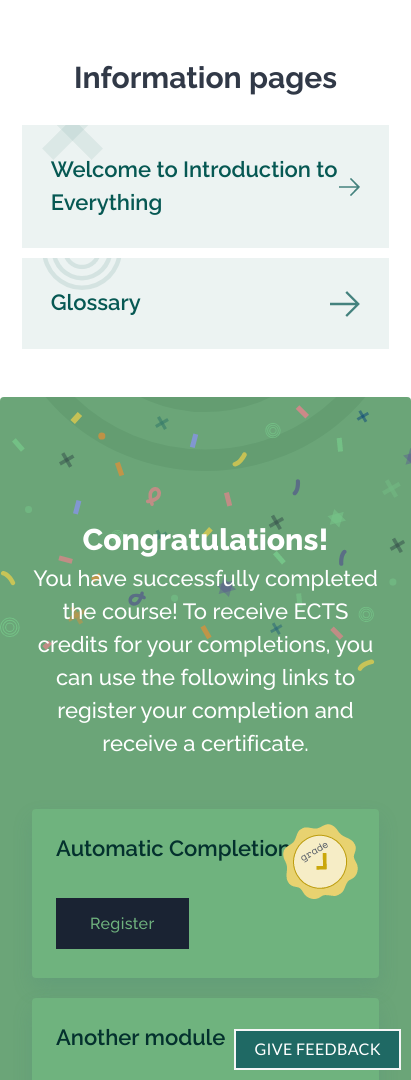 Information pages
Welcome to Introduction to
Everything
Glossary
Congratulations!
You have successfully completed
the course! To receive ECTS
credits for your completions, you
can use the following links to
register your completion and
receive a certificate.
Automatic Completion
grade
Register
Another module
GIVE FEEDBACK